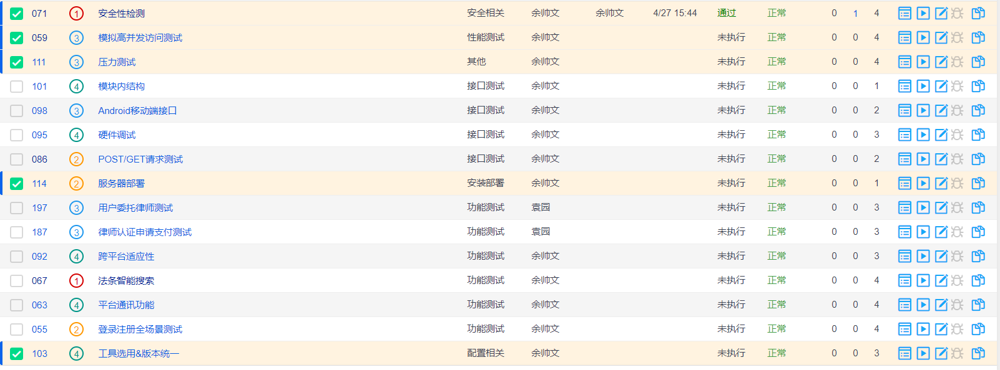 071 1 安全性检测 安全相关 余帅文 余帅文 4/27 15:44 通过 正常 0 1 4
059 3 模拟高并发访问测试 性能测试 余帅文 未执行 正常 0 0 4
111 3 压力测试 其他 余帅文 未执行 正常 0 0 4
101 4 模块内结构 接口测试 余帅文 未执行 正常 0 0 1
098 3 Android移动端接口 接口测试 余帅文 未执行 正常 0 0 2
095 4 硬件调试 接口测试 余帅文 未执行 正常 0 0 3
086 2 POST/GET请求测试 接口测试 余帅文 未执行 正常 0 0 2
114 2 服务器部署 安装部署 余帅文 未执行 正常 0 0 1
197 3 用户委托律师测试 功能测试 袁园 未执行 正常 0 0 3
187 3 律师认证申请支付测试 功能测试 袁园 未执行 正常 0 0 3
092 4 跨平台适应性 功能测试 余帅文 未执行 正常 0 0 3
067 1 法条智能搜索 功能测试 余帅文 未执行 正常 0 0 4
063 4 平台通讯功能 功能测试 余帅文 未执行 正常 0 0 4
055 2 登录注册全场景测试 功能测试 余帅文 未执行 正常 0 0 4
103 4 工具选用&版本统一 配置相关 余帅文 未执行 正常 0 0 3